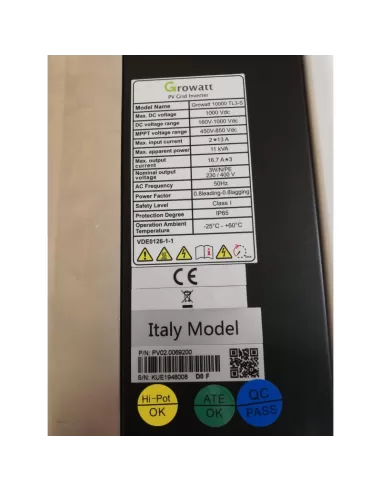 Growatt
PV Grid Inverter
Model Name Growatt 10000 TL3-S
Max. DC voltage 1000 Vdc
DC voltage range 160V-1000 Vdc
MPPT voltage range 450V-850 Vdc
Max. input current 2*13 A
Max. apparent power 11 kVA
Max. output current 16.7 A*3
Nominal output voltage 3W/N/PE 230 / 400 V
AC Frequency 50Hz
Power Factor 0.8leading-0.8lagging
Safety Level Class I
Protection Degree IP65
Operation Ambient Temperature -25°C - +60°C
VDE0126-1-1
CE
Italy Model
P/N: PV02.0069200
S/N: KUE1948008 D0 F
Hi-Pot OK
ATE OK
QC PASS